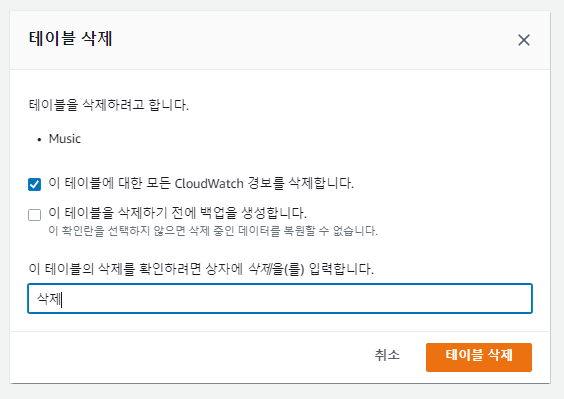 테이블 삭제
테이블을 삭제하려고 합니다.
• Music
이 테이블에 대한 모든 CloudWatch 경보를 삭제합니다.
이 테이블을 삭제하기 전에 백업을 생성합니다.
이 확인란을 선택하지 않으면 삭제 중인 데이터를 복원할 수 없습니다.
이 테이블의 삭제를 확인하려면 상자에 삭제을(를) 입력합니다.
삭제
취소 테이블 삭제